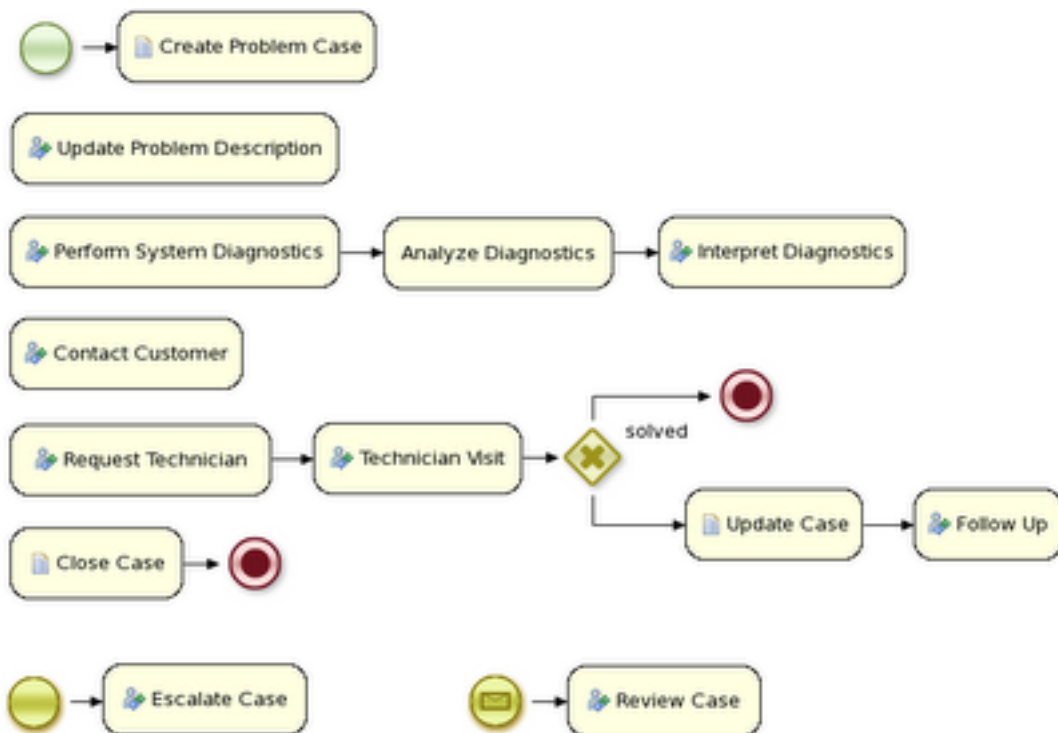 Create Problem Case
Update Problem Description
Perform System Diagnostics
Analyze Diagnostics
Interpret Diagnostics
Contact Customer
solved
Request Technician
Technician Visit
Update Case
Follow Up
Close Case
Escalate Case
Review Case